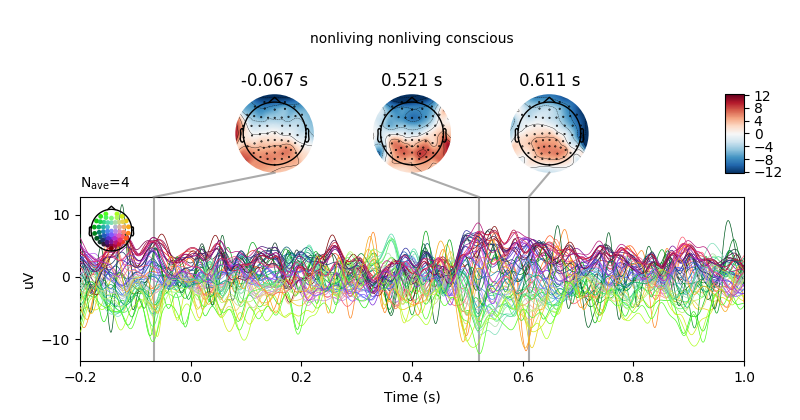 nonliving nonliving conscious
-0.067 s 0.521 s 0.611 s
12
8
4
0
−4
−8
−12
Nave=4
10
0
−10
uV
−0.2 0.0 0.2 0.4 0.6 0.8 1.0
Time (s)